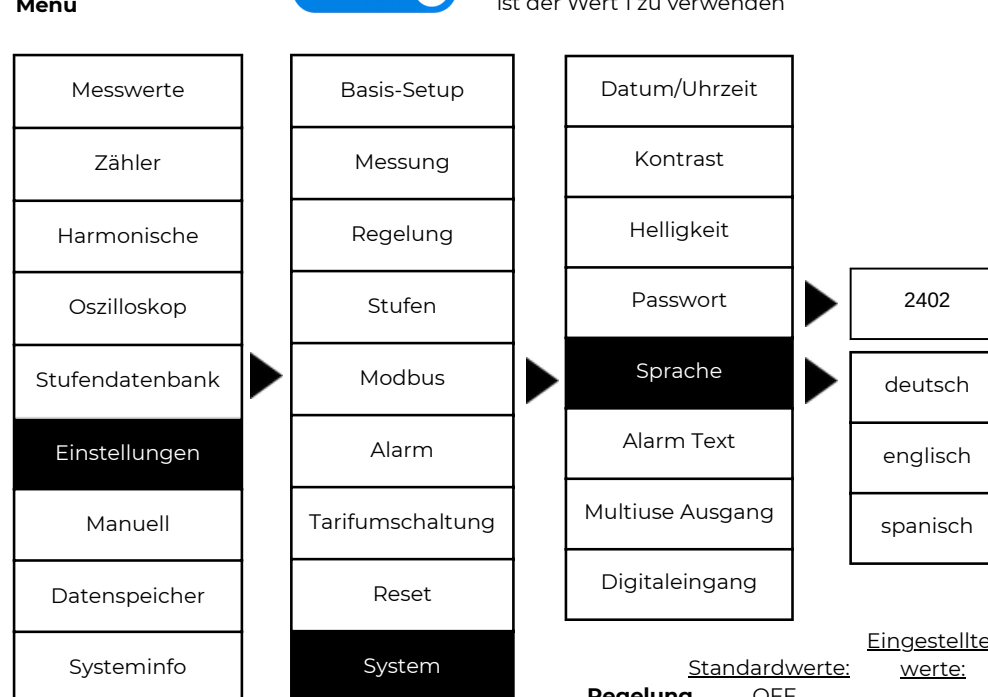 Menü
ist der Wert 1 zu verwenden
Messwerte
Zähler
Harmonische
Oszilloskop
Stufendatenbank
Einstellungen
Manuell
Datenspeicher
Systeminfo
Basis-Setup
Messung
Regelung
Stufen
Modbus
Alarm
Tarifumschaltung
Reset
System
Datum/Uhrzeit
Kontrast
Helligkeit
Passwort
Sprache
Alarm Text
Multiuse Ausgang
Digitaleingang
2402
deutsch
englisch
spanisch
Eingestellte
Standardwerte: werte:
Regelung OFF